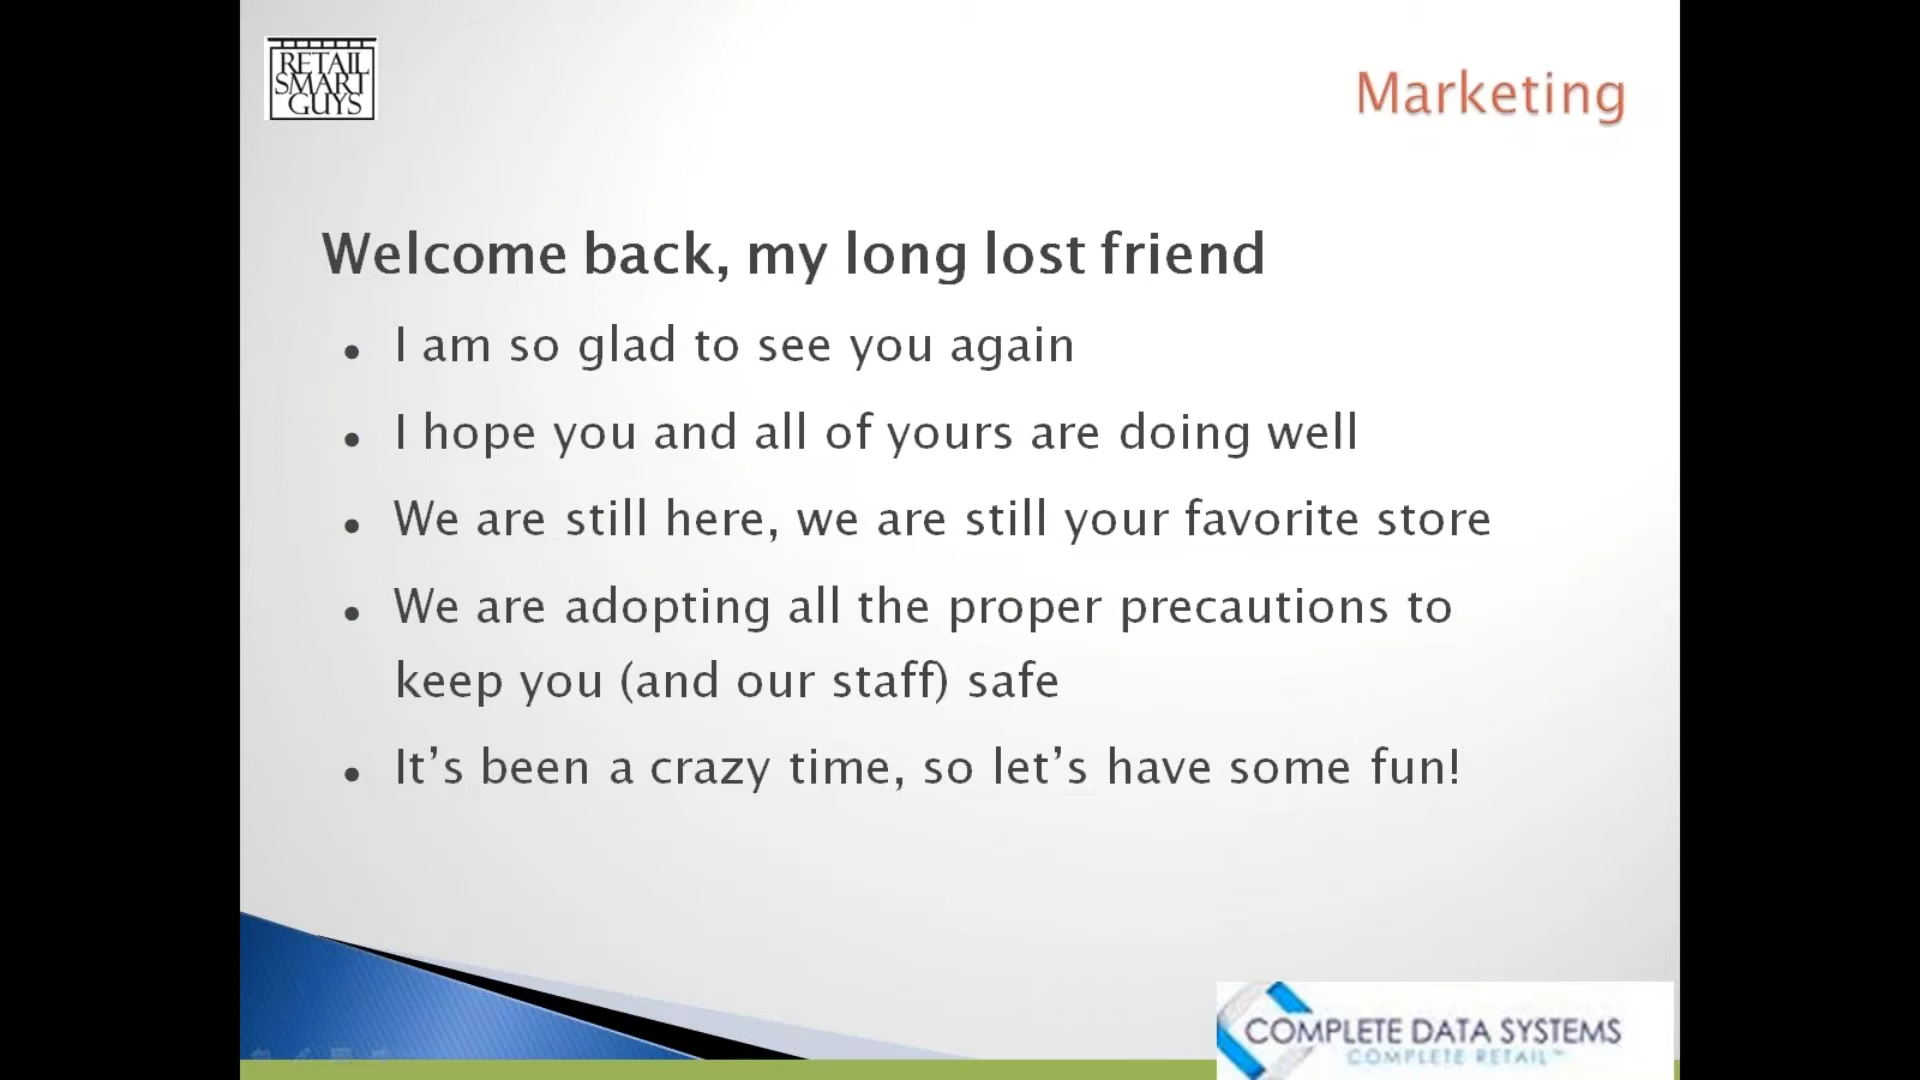 RETAIL
SMART
GUYS
Marketing
Welcome back, my long lost friend
• I am so glad to see you again
• I hope you and all of yours are doing well
• We are still here, we are still your favorite store
• We are adopting all the proper precautions to
keep you (and our staff) safe
• It’s been a crazy time, so let’s have some fun!
COMPLETE DATA SYSTEMS
COMPLETE RETAIL™